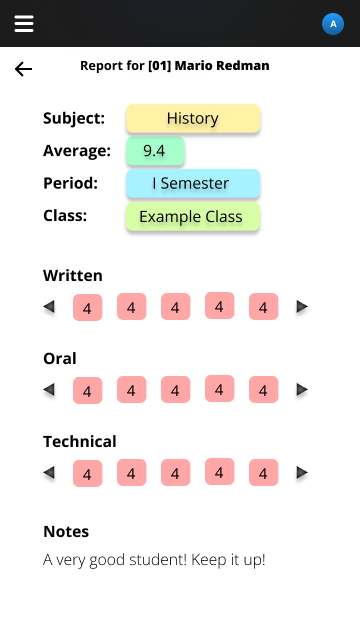 A
Report for [01] Mario Redman
Subject: History
Average: 9.4
Period: I Semester
Class: Example Class
Written
4 4 4 4 4
Oral
4 4 4 4 4
Technical
4 4 4 4 4
Notes
A very good student! Keep it up!